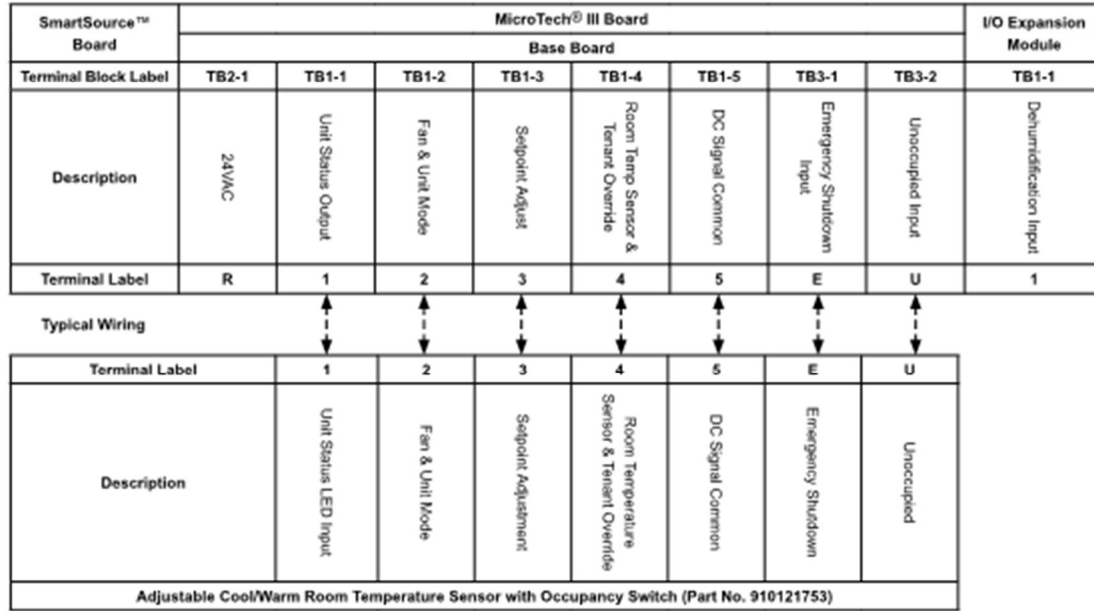 SmartSource™ Board
MicroTech® III Board
I/O Expansion Module
Base Board
Terminal Block Label TB2-1 TB1-1 TB1-2 TB1-3 TB1-4 TB1-5 TB3-1 TB3-2 TB1-1
Description
24VAC
Unit Status Output
Fan & Unit Mode
Setpoint Adjust
Room Temp Sensor &
Tenant Override
DC Signal Common
Emergency Shutdown
Input
Unoccupied Input
Dehumidification Input
Terminal Label R 1 2 3 4 5 E U 1
Typical Wiring
Terminal Label 1 2 3 4 5 E U
Description
Unit Status LED Input
Fan & Unit Mode
Setpoint Adjustment
Room Temperature
Sensor & Tenant Override
DC Signal Common
Emergency Shutdown
Unoccupied
Adjustable Cool/Warm Room Temperature Sensor with Occupancy Switch (Part No. 910121753)